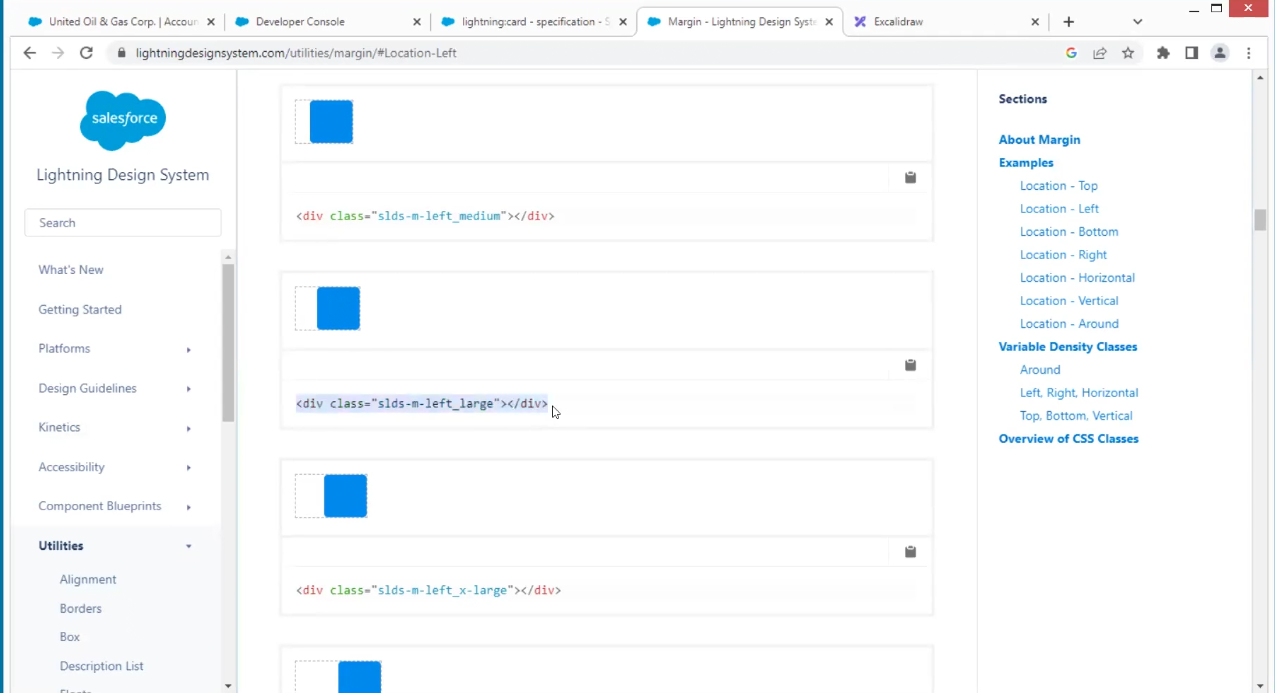 United Oil & Gas Corp. | Accoun
Developer Console
lightning:card - specification - S
Margin - Lightning Design Syste
Excalidraw
lightningdesignsystem.com/utilities/margin/#Location-Left
salesforce
Lightning Design System
Search
What's New
Getting Started
Platforms
Design Guidelines
Kinetics
Accessibility
Component Blueprints
Utilities
Alignment
Borders
Box
Description List
<div class="slds-m-left_medium"></div>
<div class="slds-m-left_large"></div>
<div class="slds-m-left_x-large"></div>
Sections
About Margin
Examples
Location - Top
Location - Left
Location - Bottom
Location - Right
Location - Horizontal
Location - Vertical
Location - Around
Variable Density Classes
Around
Left, Right, Horizontal
Top, Bottom, Vertical
Overview of CSS Classes